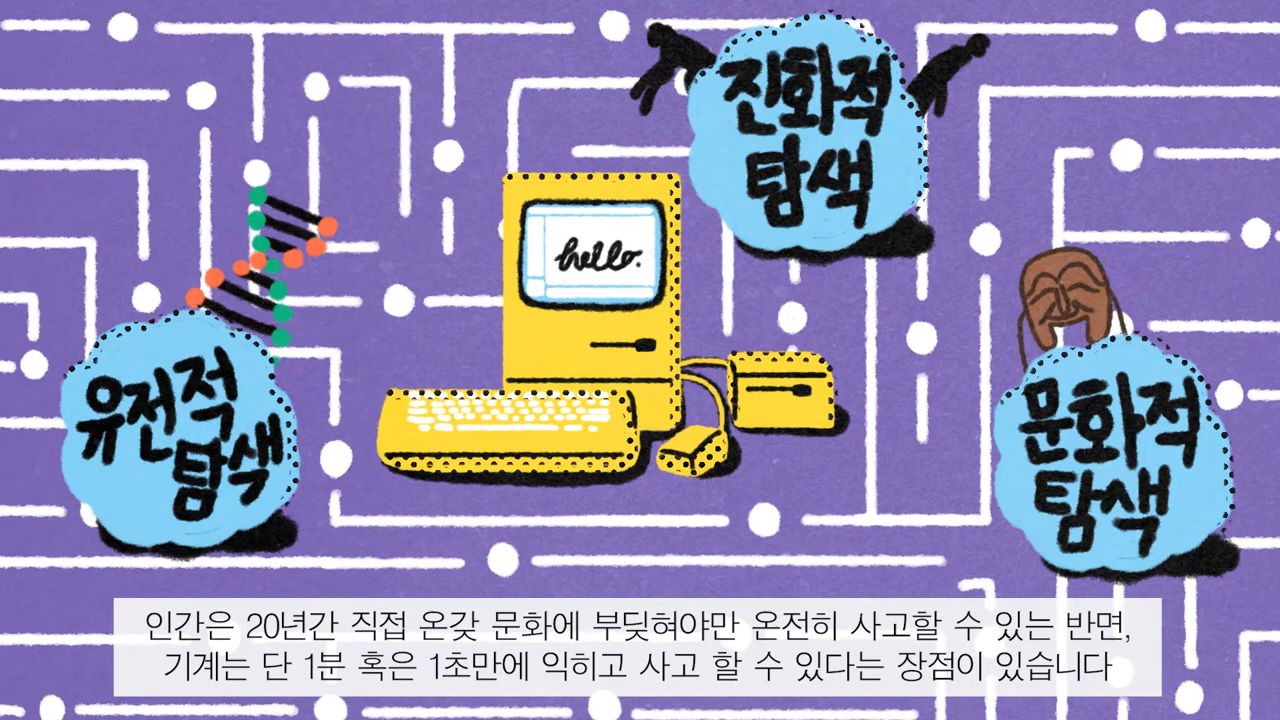 진화적
탐색
hello.
유전적
탐색
문화적
탐색
인간은 20년간 직접 온갖 문화에 부딪혀야만 온전히 사고할 수 있는 반면,
기계는 단 1분 혹은 1초만에 익히고 사고 할 수 있다는 장점이 있습니다